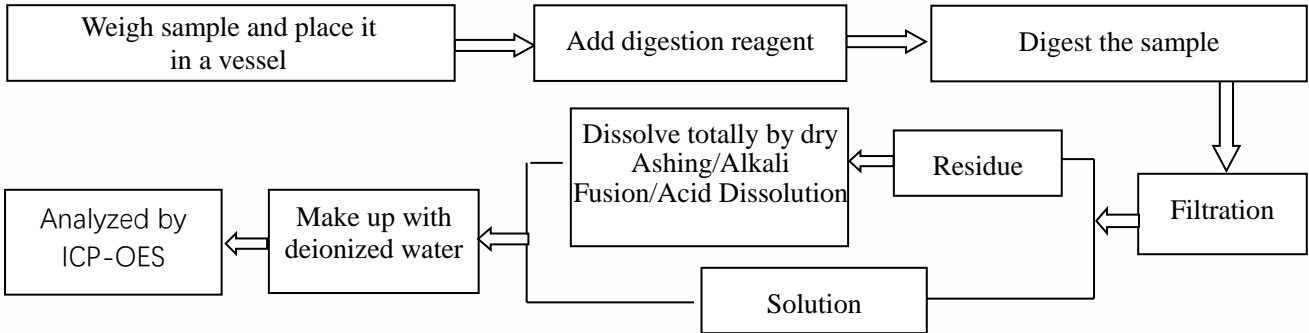 Weigh sample and place it
in a vessel
Add digestion reagent
Digest the sample
Filtration
Residue
Dissolve totally by dry
Ashing/Alkali
Fusion/Acid Dissolution
Solution
Make up with
deionized water
Analyzed by
ICP-OES